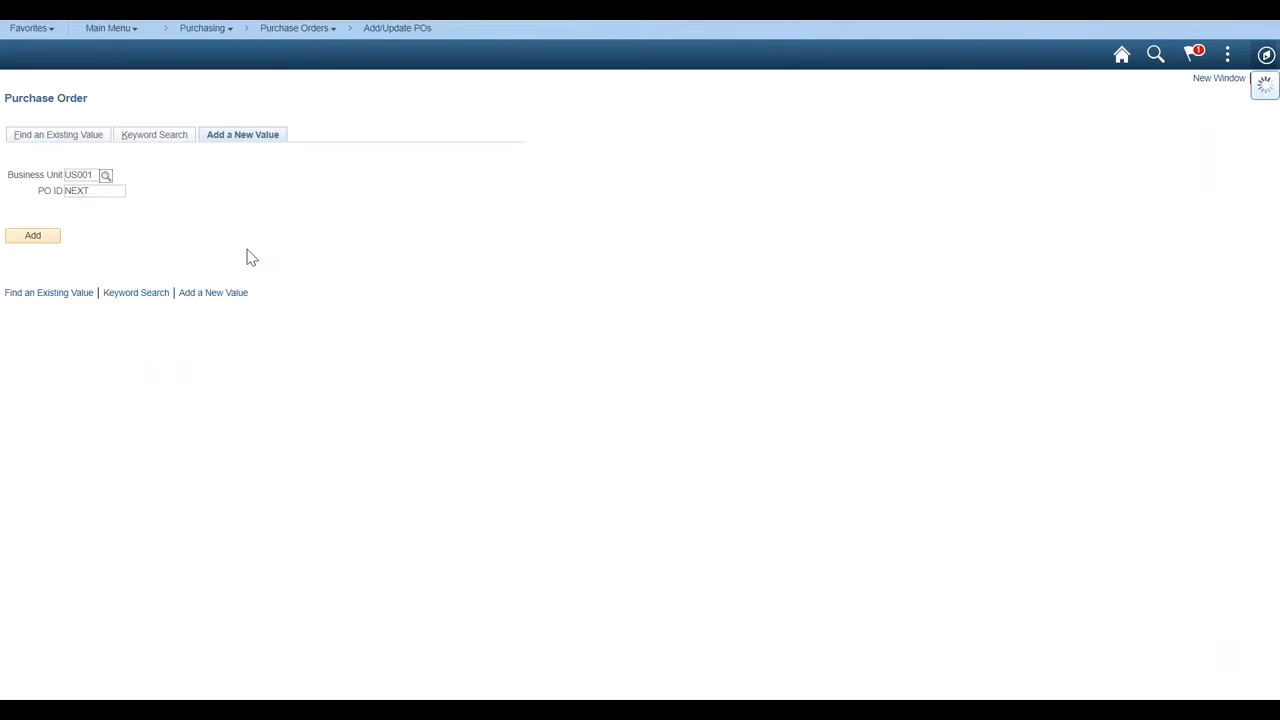 Favorites Main Menu Purchasing Purchase Orders Add/Update POs
1
New Window
Purchase Order
Find an Existing Value Keyword Search Add a New Value
Business Unit US001
PO ID NEXT
Add
Find an Existing Value | Keyword Search | Add a New Value